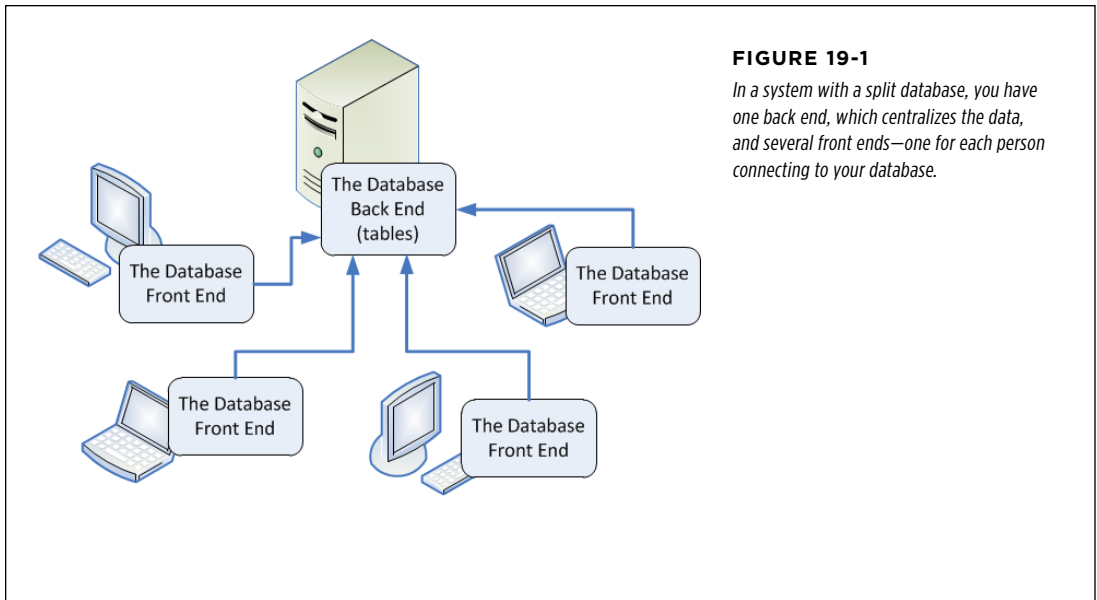 FIGURE 19-1
In a system with a split database, you have
one back end, which centralizes the data,
and several front ends—one for each person
connecting to your database.
The Database
Back End
(tables)
The Database
Front End
The Database
Front End
The Database
Front End
The Database
Front End